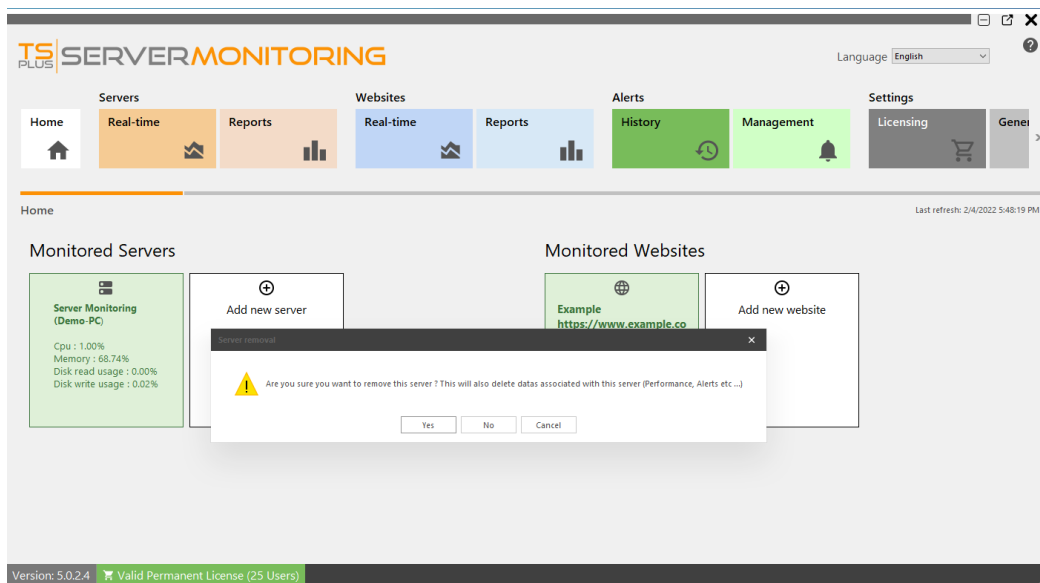 TS PLUS SERVERMONITORING
Language English
Servers
Websites
Alerts
Settings
Home
Real-time
Reports
Real-time
Reports
History
Management
Licensing
Gener
Home
Last refresh: 2/4/2022 5:48:19 PM
Monitored Servers
Monitored Websites
Server Monitoring
(Demo-PC)
Cpu : 1.00%
Memory : 68.74%
Disk read usage : 0.00%
Disk write usage : 0.02%
Add new server
Example
https://www.example.co
Add new website
Server removal
Are you sure you want to remove this server ? This will also delete datas associated with this server (Performance, Alerts etc ...)
Yes
No
Cancel
Version: 5.0.2.4
Valid Permanent License (25 Users)